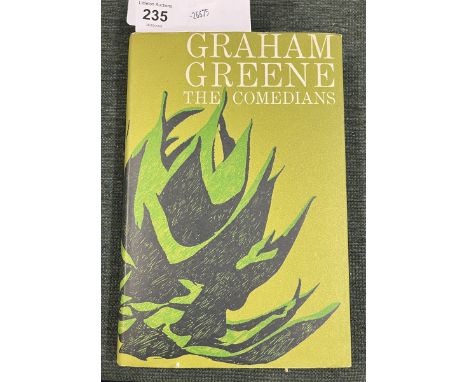 235
GRAHAM
GREENE
THE COMEDIANS